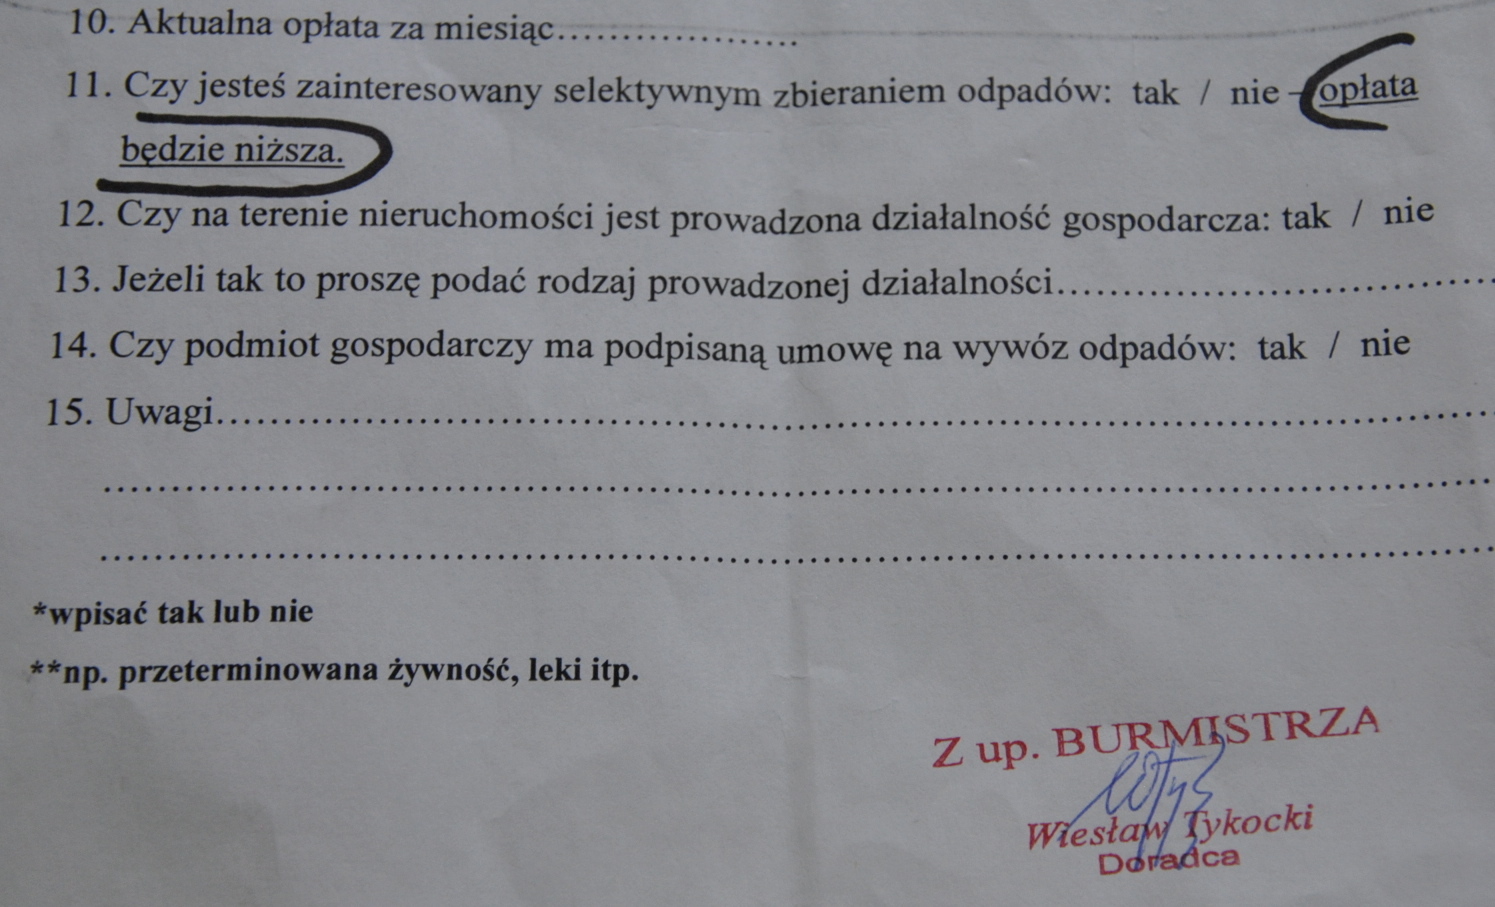 10. Aktualna opłata za miesiąc......................
11. Czy jesteś zainteresowany selektywnym zbieraniem odpadów: tak / nie – opłata
będzie niższa.
12. Czy na terenie nieruchomości jest prowadzona działalność gospodarcza: tak / nie
13. Jeżeli tak to proszę podać rodzaj prowadzonej działalności........................................
14. Czy podmiot gospodarczy ma podpisaną umowę na wywóz odpadów: tak / nie
15. Uwagi....................................................................................................
..............................................................................................................
..............................................................................................................
*wpisać tak lub nie
**np. przeterminowana żywność, leki itp.
Z up. BURMISTRZA
Wiesław Tykocki
Doradca